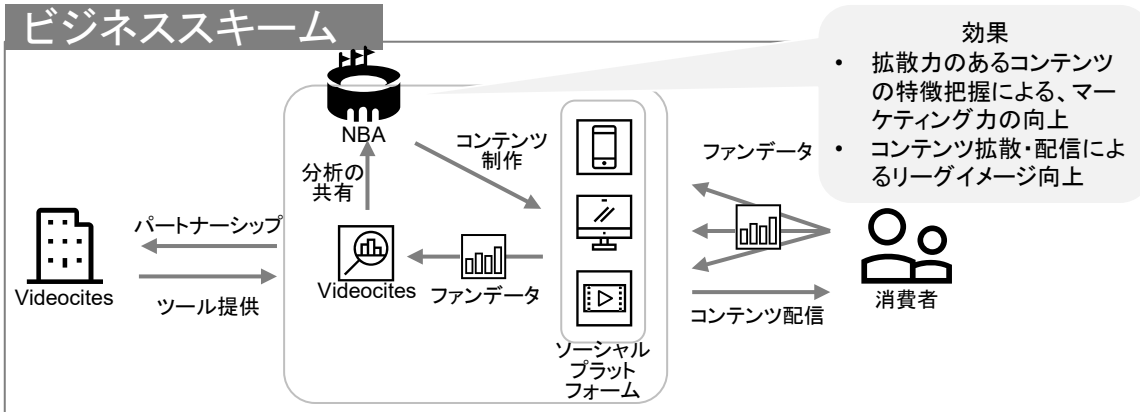 ビジネススキーム
効果
• 拡散力のあるコンテンツ
の特徴把握による、マー
ケティング力の向上
• コンテンツ拡散・配信によ
るリーグイメージ向上
NBA
コンテンツ
制作
ファンデータ
分析の
共有
パートナーシップ
Videocites
ツール提供
Videocites
ファンデータ
コンテンツ配信
消費者
ソーシャル
プラット
フォーム